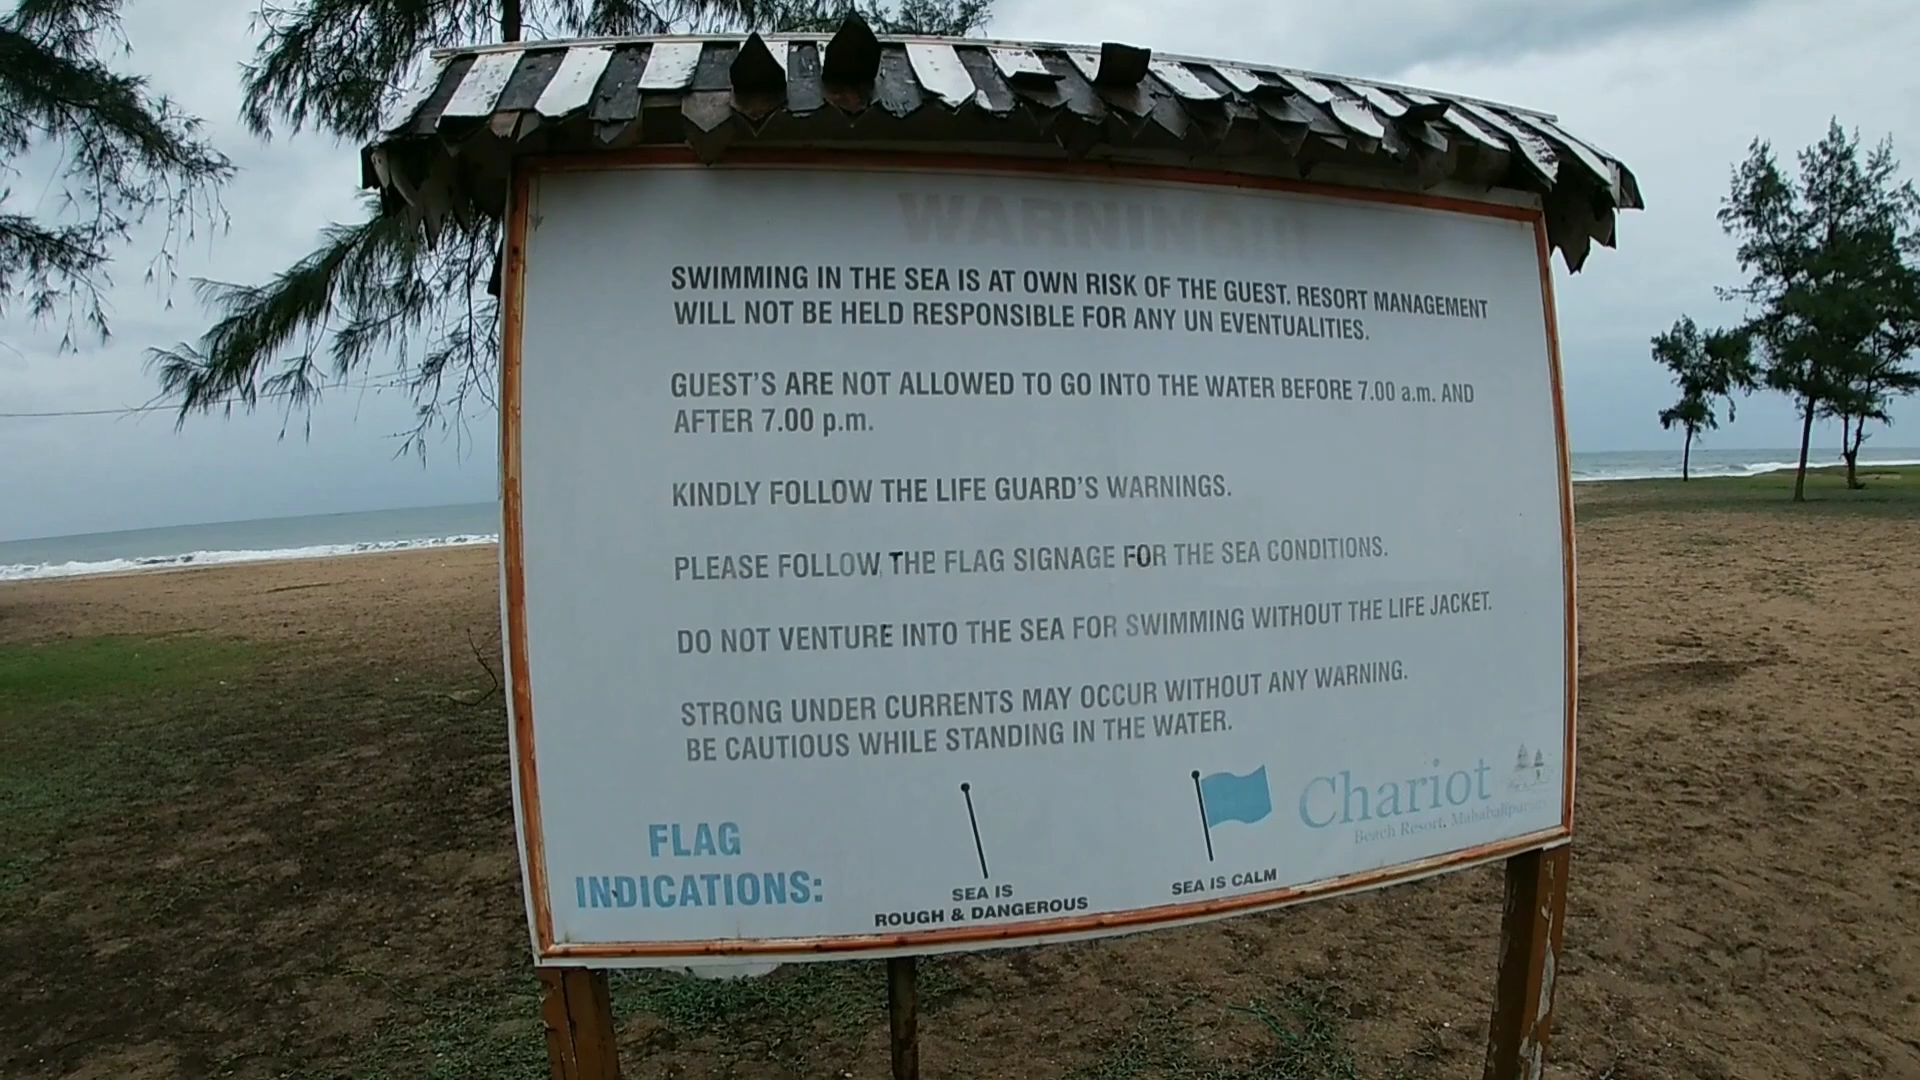 WARNING!!!
SWIMMING IN THE SEA IS AT OWN RISK OF THE GUEST. RESORT MANAGEMENT
WILL NOT BE HELD RESPONSIBLE FOR ANY UN EVENTUALITIES.
GUEST'S ARE NOT ALLOWED TO GO INTO THE WATER BEFORE 7.00 a.m. AND
AFTER 7.00 p.m.
KINDLY FOLLOW THE LIFE GUARD'S WARNINGS.
PLEASE FOLLOW THE FLAG SIGNAGE FOR THE SEA CONDITIONS.
DO NOT VENTURE INTO THE SEA FOR SWIMMING WITHOUT THE LIFE JACKET.
STRONG UNDER CURRENTS MAY OCCUR WITHOUT ANY WARNING.
BE CAUTIOUS WHILE STANDING IN THE WATER.
FLAG
INDICATIONS:
SEA IS
ROUGH & DANGEROUS
SEA IS CALM
Chariot
Beach Resort, Mahabalipuram